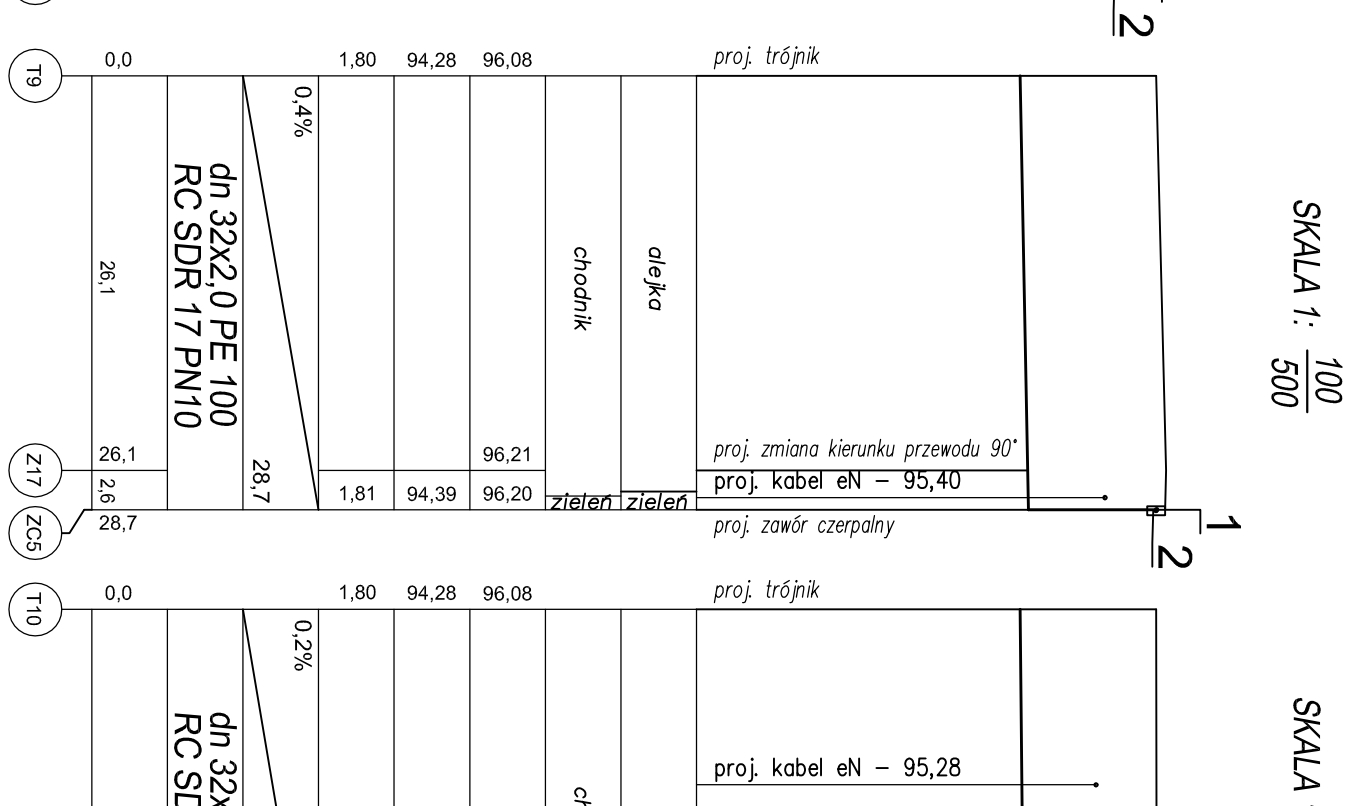 2
SKALA 1: 100
500
T9
0,0
1,80
94,28
96,08
proj. trójnik
0,4%
dn 32x2,0 PE 100
RC SDR 17 PN10
26,1
chodnik
alejka
Z17
26,1
96,21
proj. zmiana kierunku przewodu 90°
28,7
2,6
1,81
94,39
96,20
zieleń
zieleń
proj. kabel eN – 95,40
ZC5
28,7
proj. zawór czerpalny
1
2
T10
0,0
1,80
94,28
96,08
proj. trójnik
0,2%
dn 32x
RC SD
ch
proj. kabel eN – 95,28
SKALA